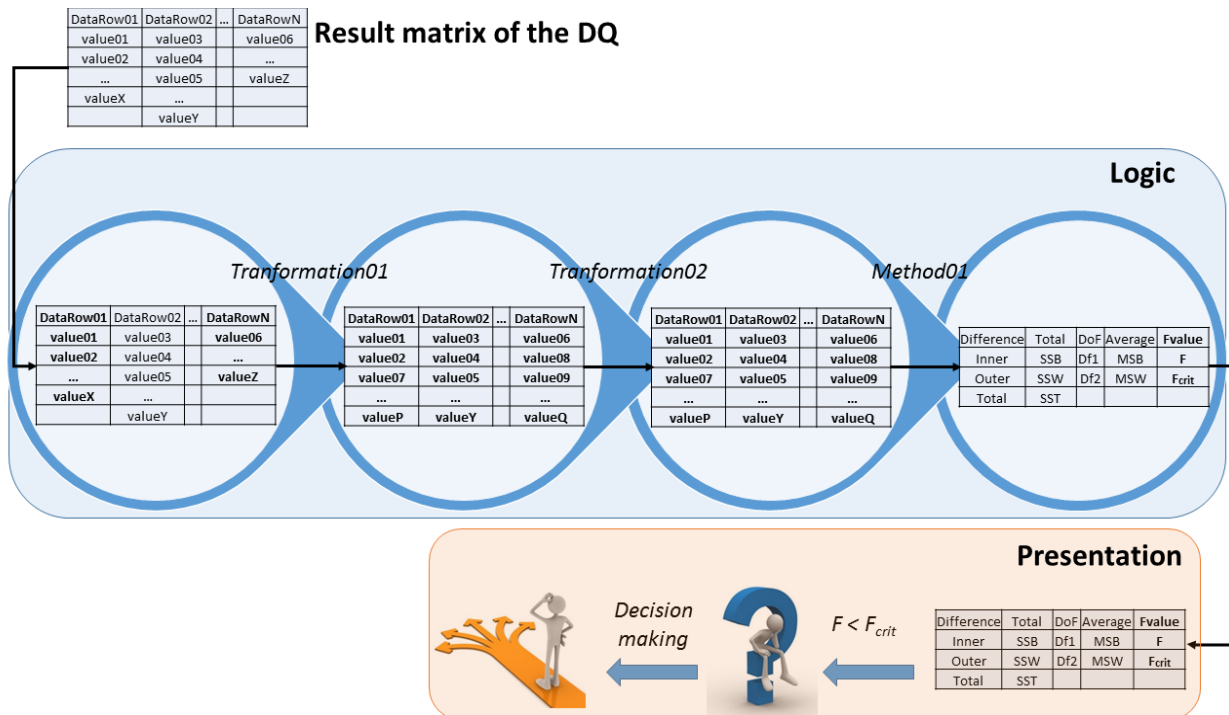 DataRow01 DataRow02 ... DataRowN
value01 value03 value06
value02 value04 ...
... value05 valueZ
valueX ...
valueY
Result matrix of the DQ
Logic
Tranformation01
Tranformation02
Method01
DataRow01 DataRow02 ... DataRowN
value01 value03 value06
value02 value04 ...
... value05 valueZ
valueX ...
valueY
DataRow01 DataRow02 ... DataRowN
value01 value03 value06
value02 value04 value08
value07 value05 value09
... ... ...
valueP valueY valueQ
DataRow01 DataRow02 ... DataRowN
value01 value03 value06
value02 value04 value08
value07 value05 value09
... ... ...
valueP valueY valueQ
Difference Total DoF Average Fvalue
Inner SSB Df1 MSB F
Outer SSW Df2 MSW Fcrit
Total SST
Presentation
Decision
making
F < Fcrit
Difference Total DoF Average Fvalue
Inner SSB Df1 MSB F
Outer SSW Df2 MSW Fcrit
Total SST